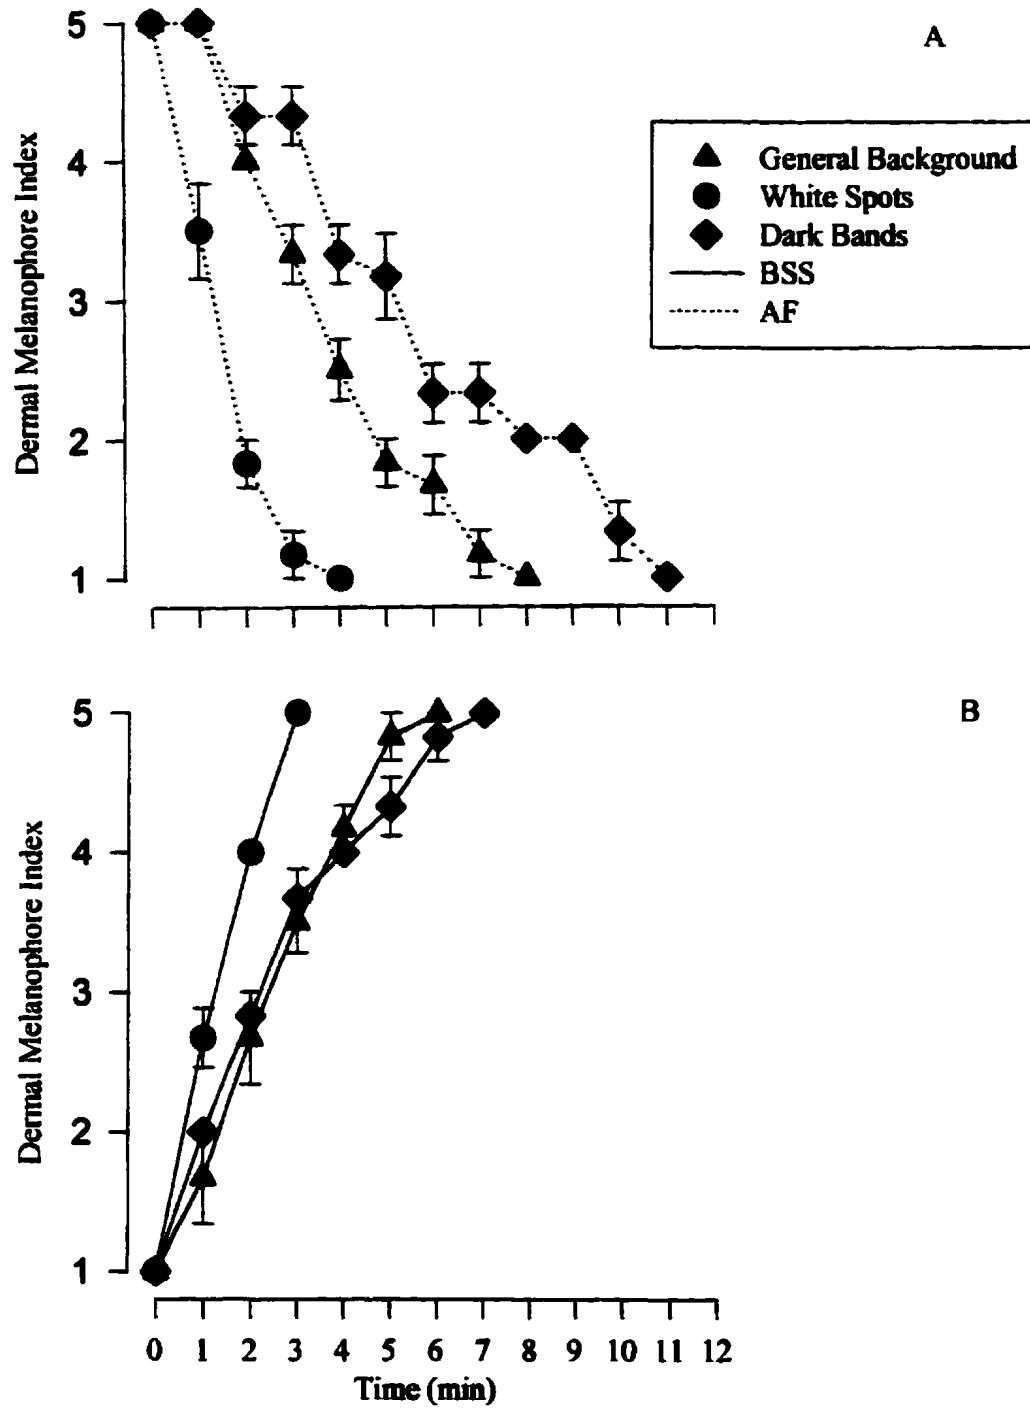 A
5
4
3
2
1
Dermal Melanophore Index
General Background
White Spots
Dark Bands
BSS
AF
B
5
4
3
2
1
Dermal Melanophore Index
0 1 2 3 4 5 6 7 8 9 10 11 12
Time (min)